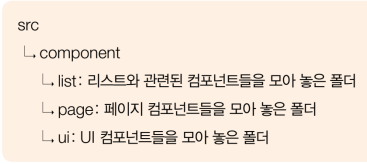 src
↳ component
↳ list: 리스트와 관련된 컴포넌트들을 모아 놓은 폴더
↳ page: 페이지 컴포넌트들을 모아 놓은 폴더
↳ ui: UI 컴포넌트들을 모아 놓은 폴더